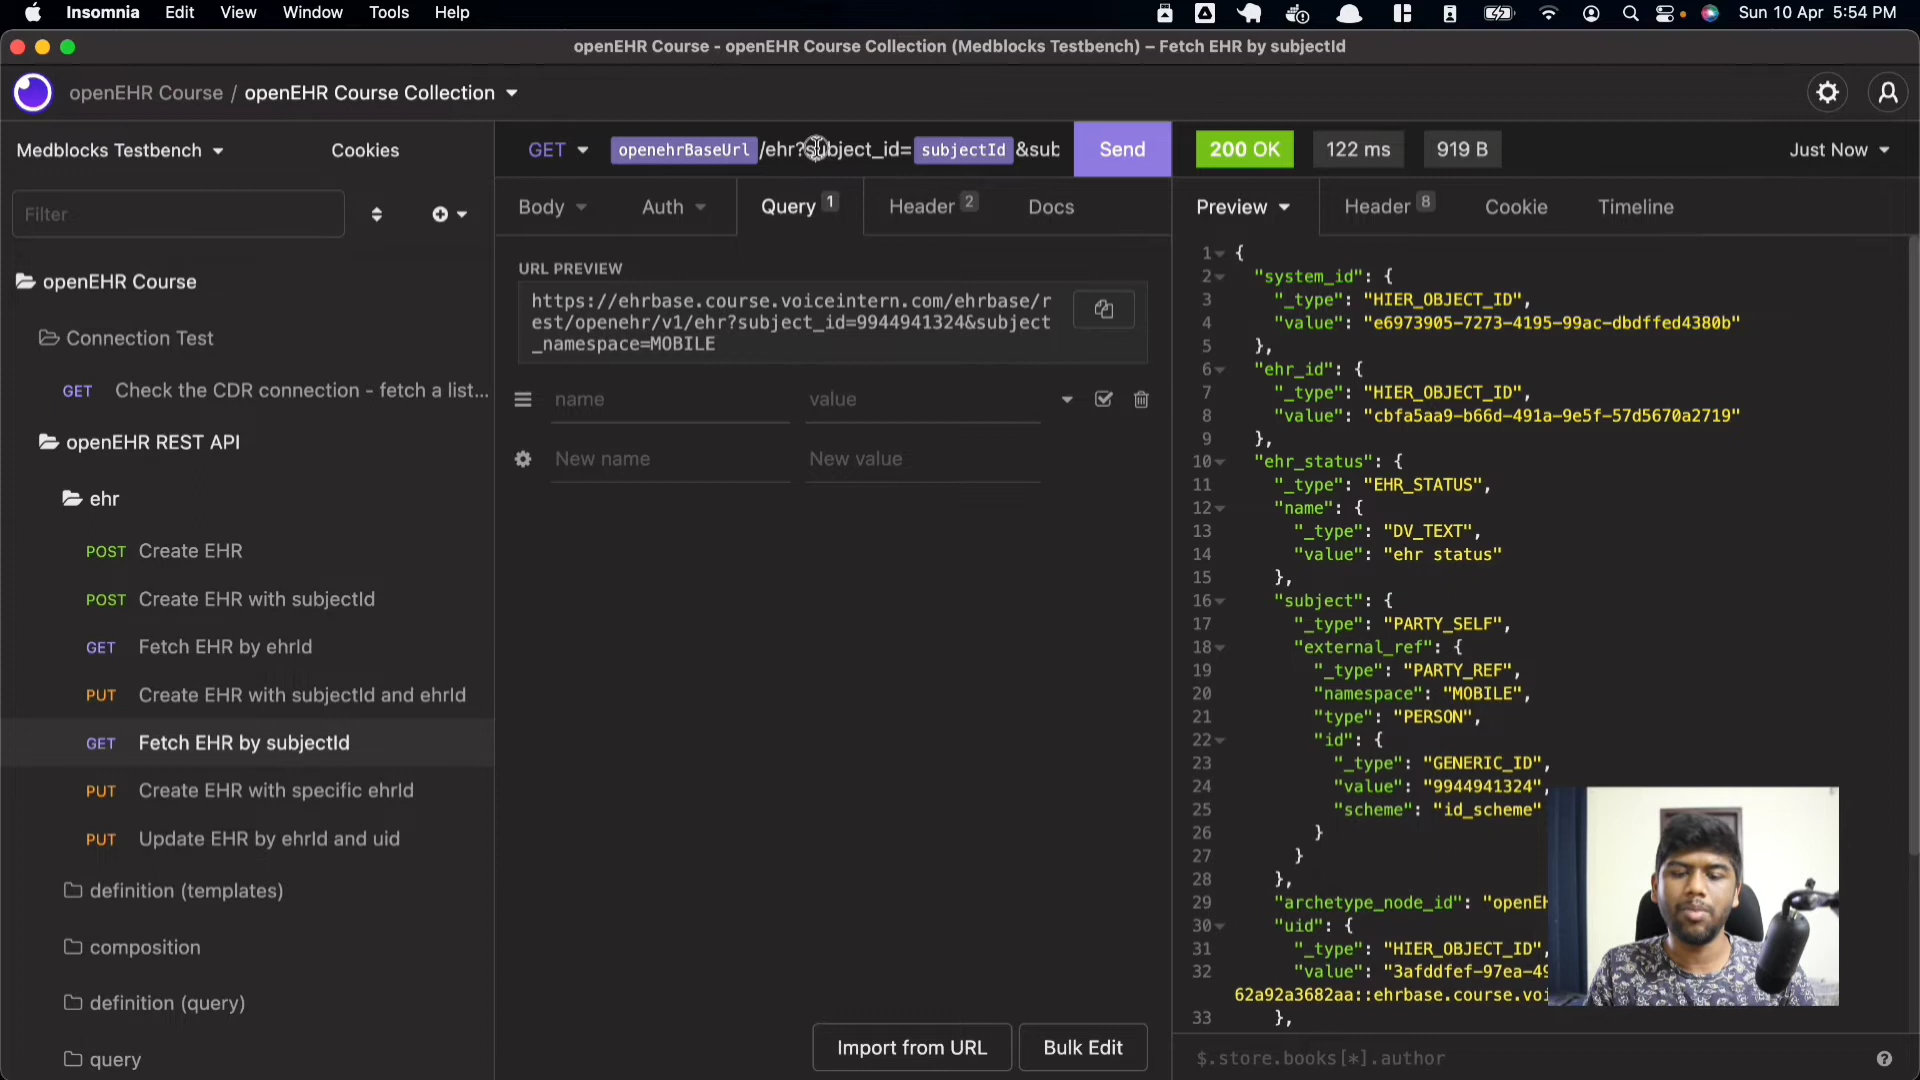 Insomnia Edit View Window Tools Help Sun 10 Apr 5:54 PM
openEHR Course - openEHR Course Collection (Medblocks Testbench) – Fetch EHR by subjectId
openEHR Course / openEHR Course Collection
Medblocks Testbench Cookies
GET openehrBaseUrl /ehr?subject_id= subjectId &sub Send
200 OK 122 ms 919 B Just Now
Filter
Body Auth Query 1 Header 2 Docs
Preview Header 8 Cookie Timeline
openEHR Course
Connection Test
GET Check the CDR connection - fetch a list...
openEHR REST API
ehr
POST Create EHR
POST Create EHR with subjectId
GET Fetch EHR by ehrId
PUT Create EHR with subjectId and ehrId
GET Fetch EHR by subjectId
PUT Create EHR with specific ehrId
PUT Update EHR by ehrId and uid
definition (templates)
composition
definition (query)
query
URL PREVIEW
https://ehrbase.course.voiceintern.com/ehrbase/r
est/openehr/v1/ehr?subject_id=9944941324&subject
_namespace=MOBILE
name value
New name New value
Import from URL Bulk Edit
1 {
2 "system_id": {
3 "_type": "HIER_OBJECT_ID",
4 "value": "e6973905-7273-4195-99ac-dbdffed4380b"
5 },
6 "ehr_id": {
7 "_type": "HIER_OBJECT_ID",
8 "value": "cbfa5aa9-b66d-491a-9e5f-57d5670a2719"
9 },
10 "ehr_status": {
11 "_type": "EHR_STATUS",
12 "name": {
13 "_type": "DV_TEXT",
14 "value": "ehr status"
15 },
16 "subject": {
17 "_type": "PARTY_SELF",
18 "external_ref": {
19 "_type": "PARTY_REF",
20 "namespace": "MOBILE",
21 "type": "PERSON",
22 "id": {
23 "_type": "GENERIC_ID",
24 "value": "9944941324",
25 "scheme": "id_scheme"
26 }
27 }
28 },
29 "archetype_node_id": "openEH
30 "uid": {
31 "_type": "HIER_OBJECT_ID",
32 "value": "3afddfef-97ea-49
62a92a3682aa::ehrbase.course.voi
33 },
$.store.books[*].author